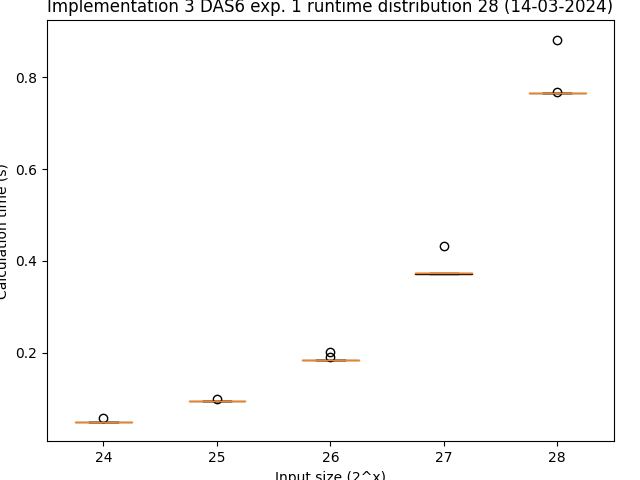 Implementation 3 DAS6 exp. 1 runtime distribution 28 (14-03-2024)
Calculation time (s)
0.8
0.6
0.4
0.2
24 25 26 27 28
Input size (2^x)